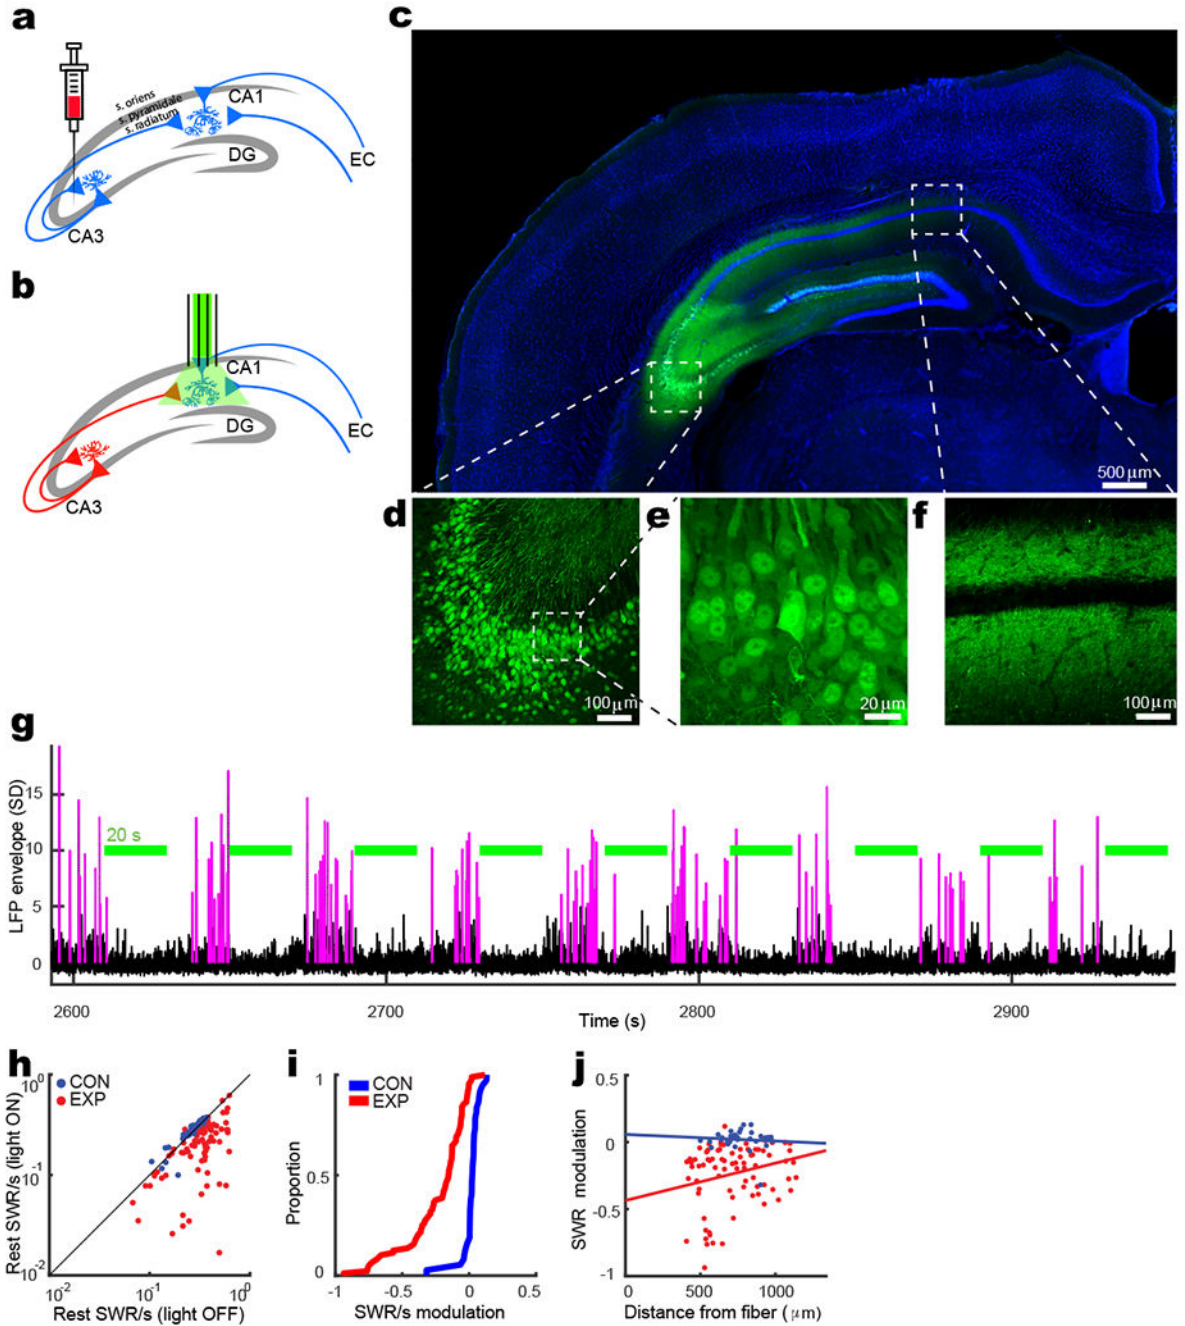 a
s. oriens
s. pyramidale
s. radiatum
CA1
DG
EC
CA3
b
CA1
DG
EC
CA3
c
500 μm
d
100 μm
e
20 μm
f
100 μm
g
LFP envelope (SD)
15
10
5
0
20 s
2600
2700
2800
2900
Time (s)
h
Rest SWR/s (light ON)
10⁰
10⁻¹
10⁻²
CON
EXP
10⁻²
10⁻¹
10⁰
Rest SWR/s (light OFF)
i
Proportion
1
0.5
0
CON
EXP
-1
-0.5
0
0.5
SWR/s modulation
j
SWR modulation
0.5
0
-0.5
-1
0
500
1000
Distance from fiber (μm)